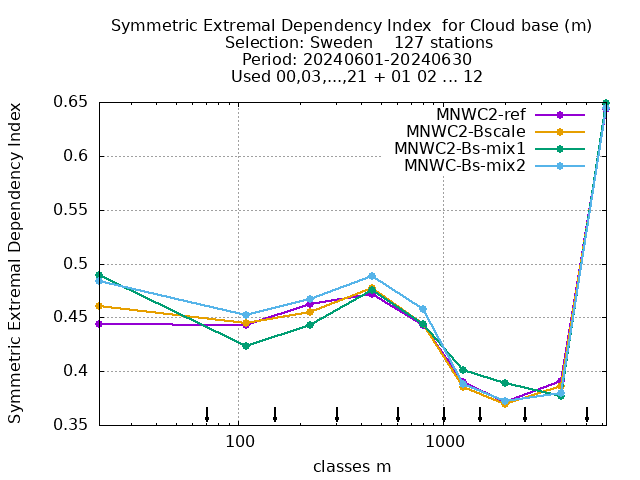 Symmetric Extremal Dependency Index  for Cloud base (m)
Selection: Sweden    127 stations
Period: 20240601-20240630
Used 00,03,...,21 + 01 02 ... 12
Symmetric Extremal Dependency Index
0.65
0.6
0.55
0.5
0.45
0.4
0.35
MNWC2-ref
MNWC2-Bscale
MNWC2-Bs-mix1
MNWC-Bs-mix2
100
1000
classes m